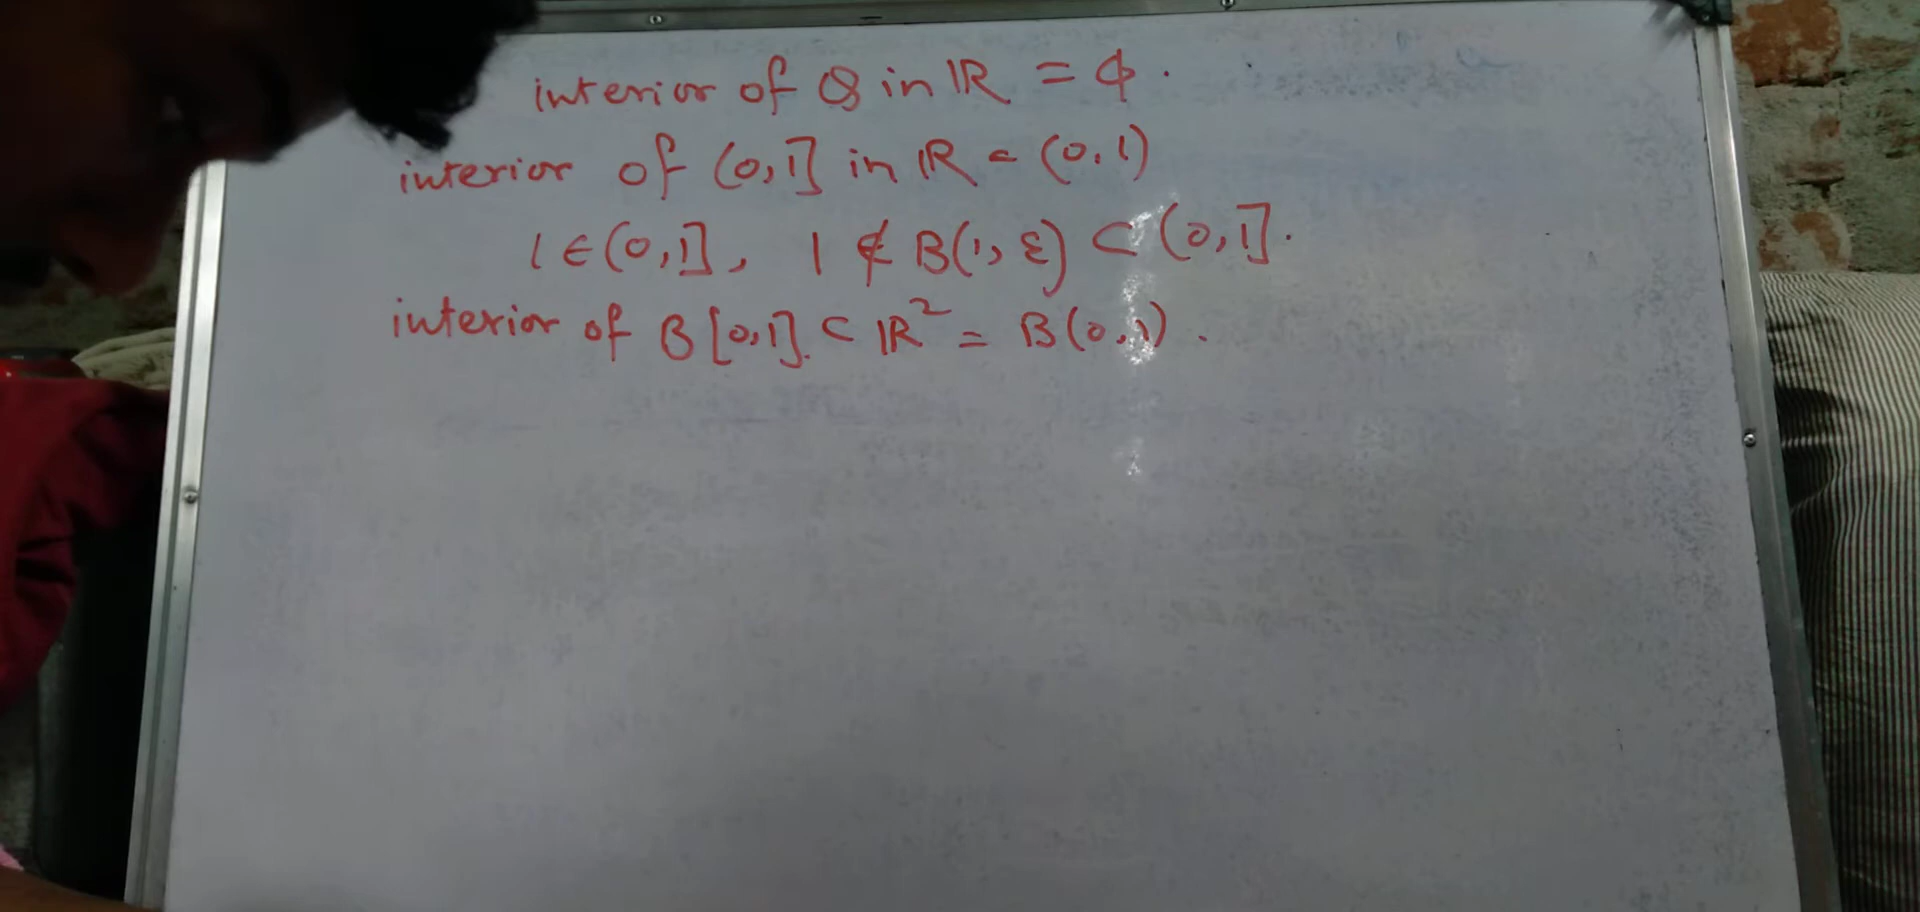 interior of Q in ℝ = ϕ.
interior of (0,1] in ℝ = (0,1)
1 ∈ (0,1], 1 ∉ B(1, ε) ⊂ (0,1].
interior of B[0,1] ⊂ ℝ² = B(0,1).